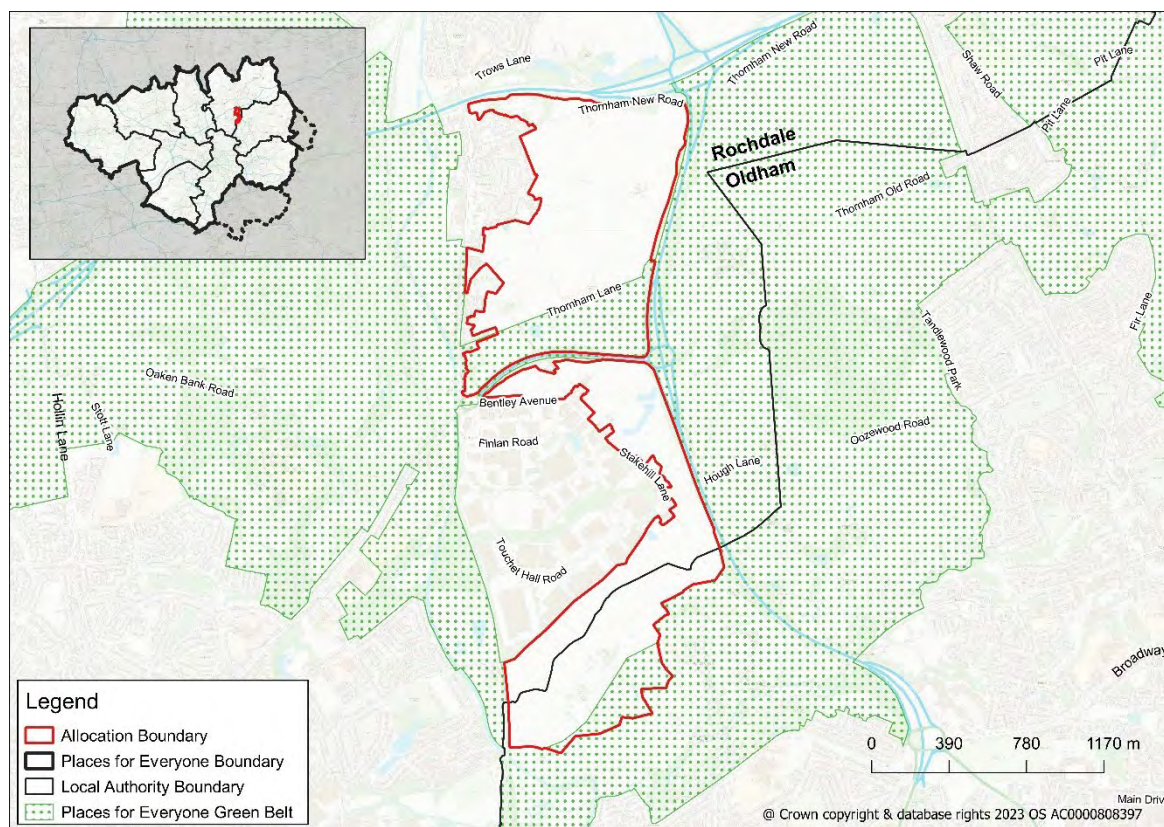 Trows Lane
Thornham New Road
Thornham New Road
Shaw Road
Pit Lane
Pit Lane
Rochdale
Oldham
Thornham Old Road
Thornham Lane
Tandlewood Park
Fir Lane
Oaken Bank Road
Hollin Lane
Stott Lane
Bentley Avenue
Finlan Road
Stakehill Lane
Oozewood Road
Hough Lane
Touchet Hall Road
Broadway
Legend
Allocation Boundary
Places for Everyone Boundary
Local Authority Boundary
Places for Everyone Green Belt
0 390 780 1170 m
Main Driv
@ Crown copyright & database rights 2023 OS AC0000808397